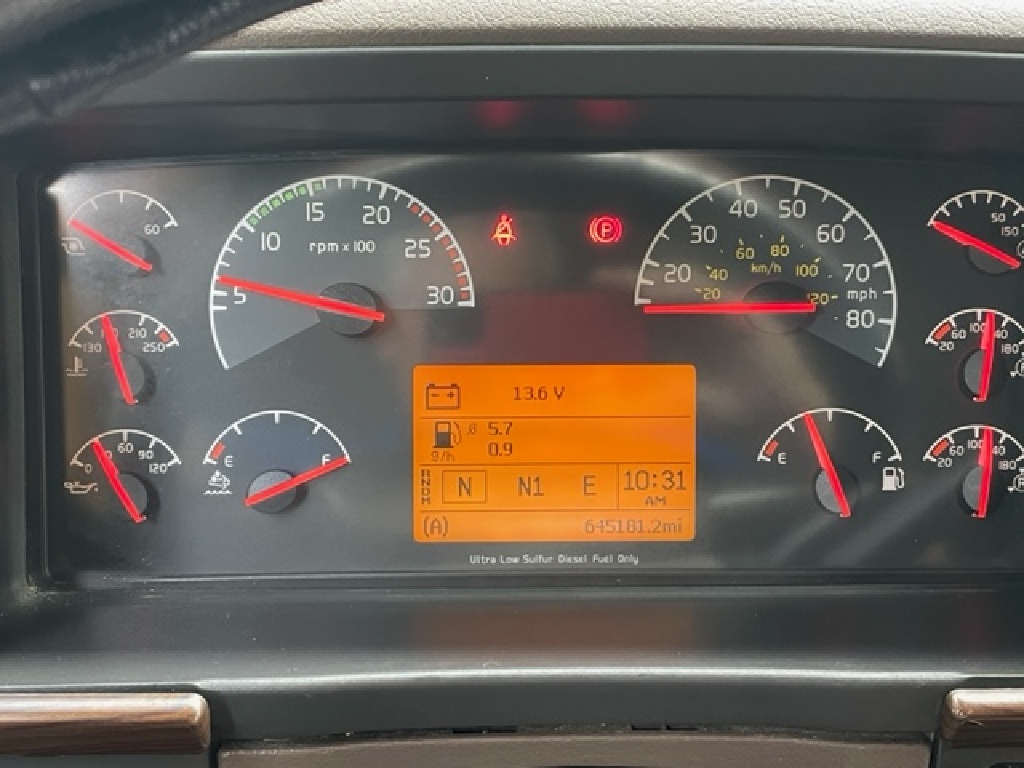 60
5 10 15 20 25 30
rpm x 100
P
20 30 40 50 60 70 80
mph
20 40 60 80 100 120
km/h
50
150
130 210 250
20 60 100 140 180
0 60 90 120
E F
13.6 V
5.7
g/h 0.9
RNDM N N1 E 10:31
AM
(A) 645181.2mi
E F
20 60 100 140 180
Ultra Low Sulfur Diesel Fuel Only